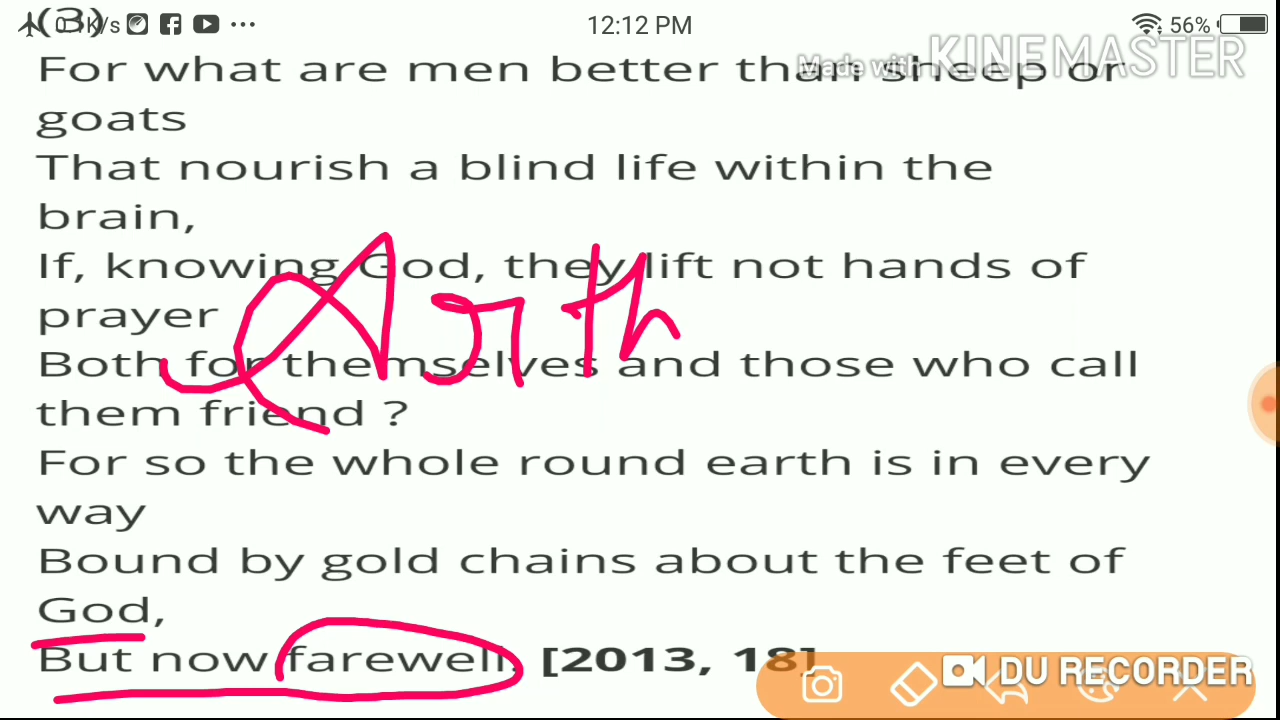 (3)
0.1K/s ... 12:12 PM 56%
Made with KINEMASTER
For what are men better than sheep or
goats
That nourish a blind life within the
brain,
If, knowing God, they lift not hands of
prayer
Arth
Both for themselves and those who call
them friend ?
For so the whole round earth is in every
way
Bound by gold chains about the feet of
God,
But now farewell. [2013, 18]
DU RECORDER